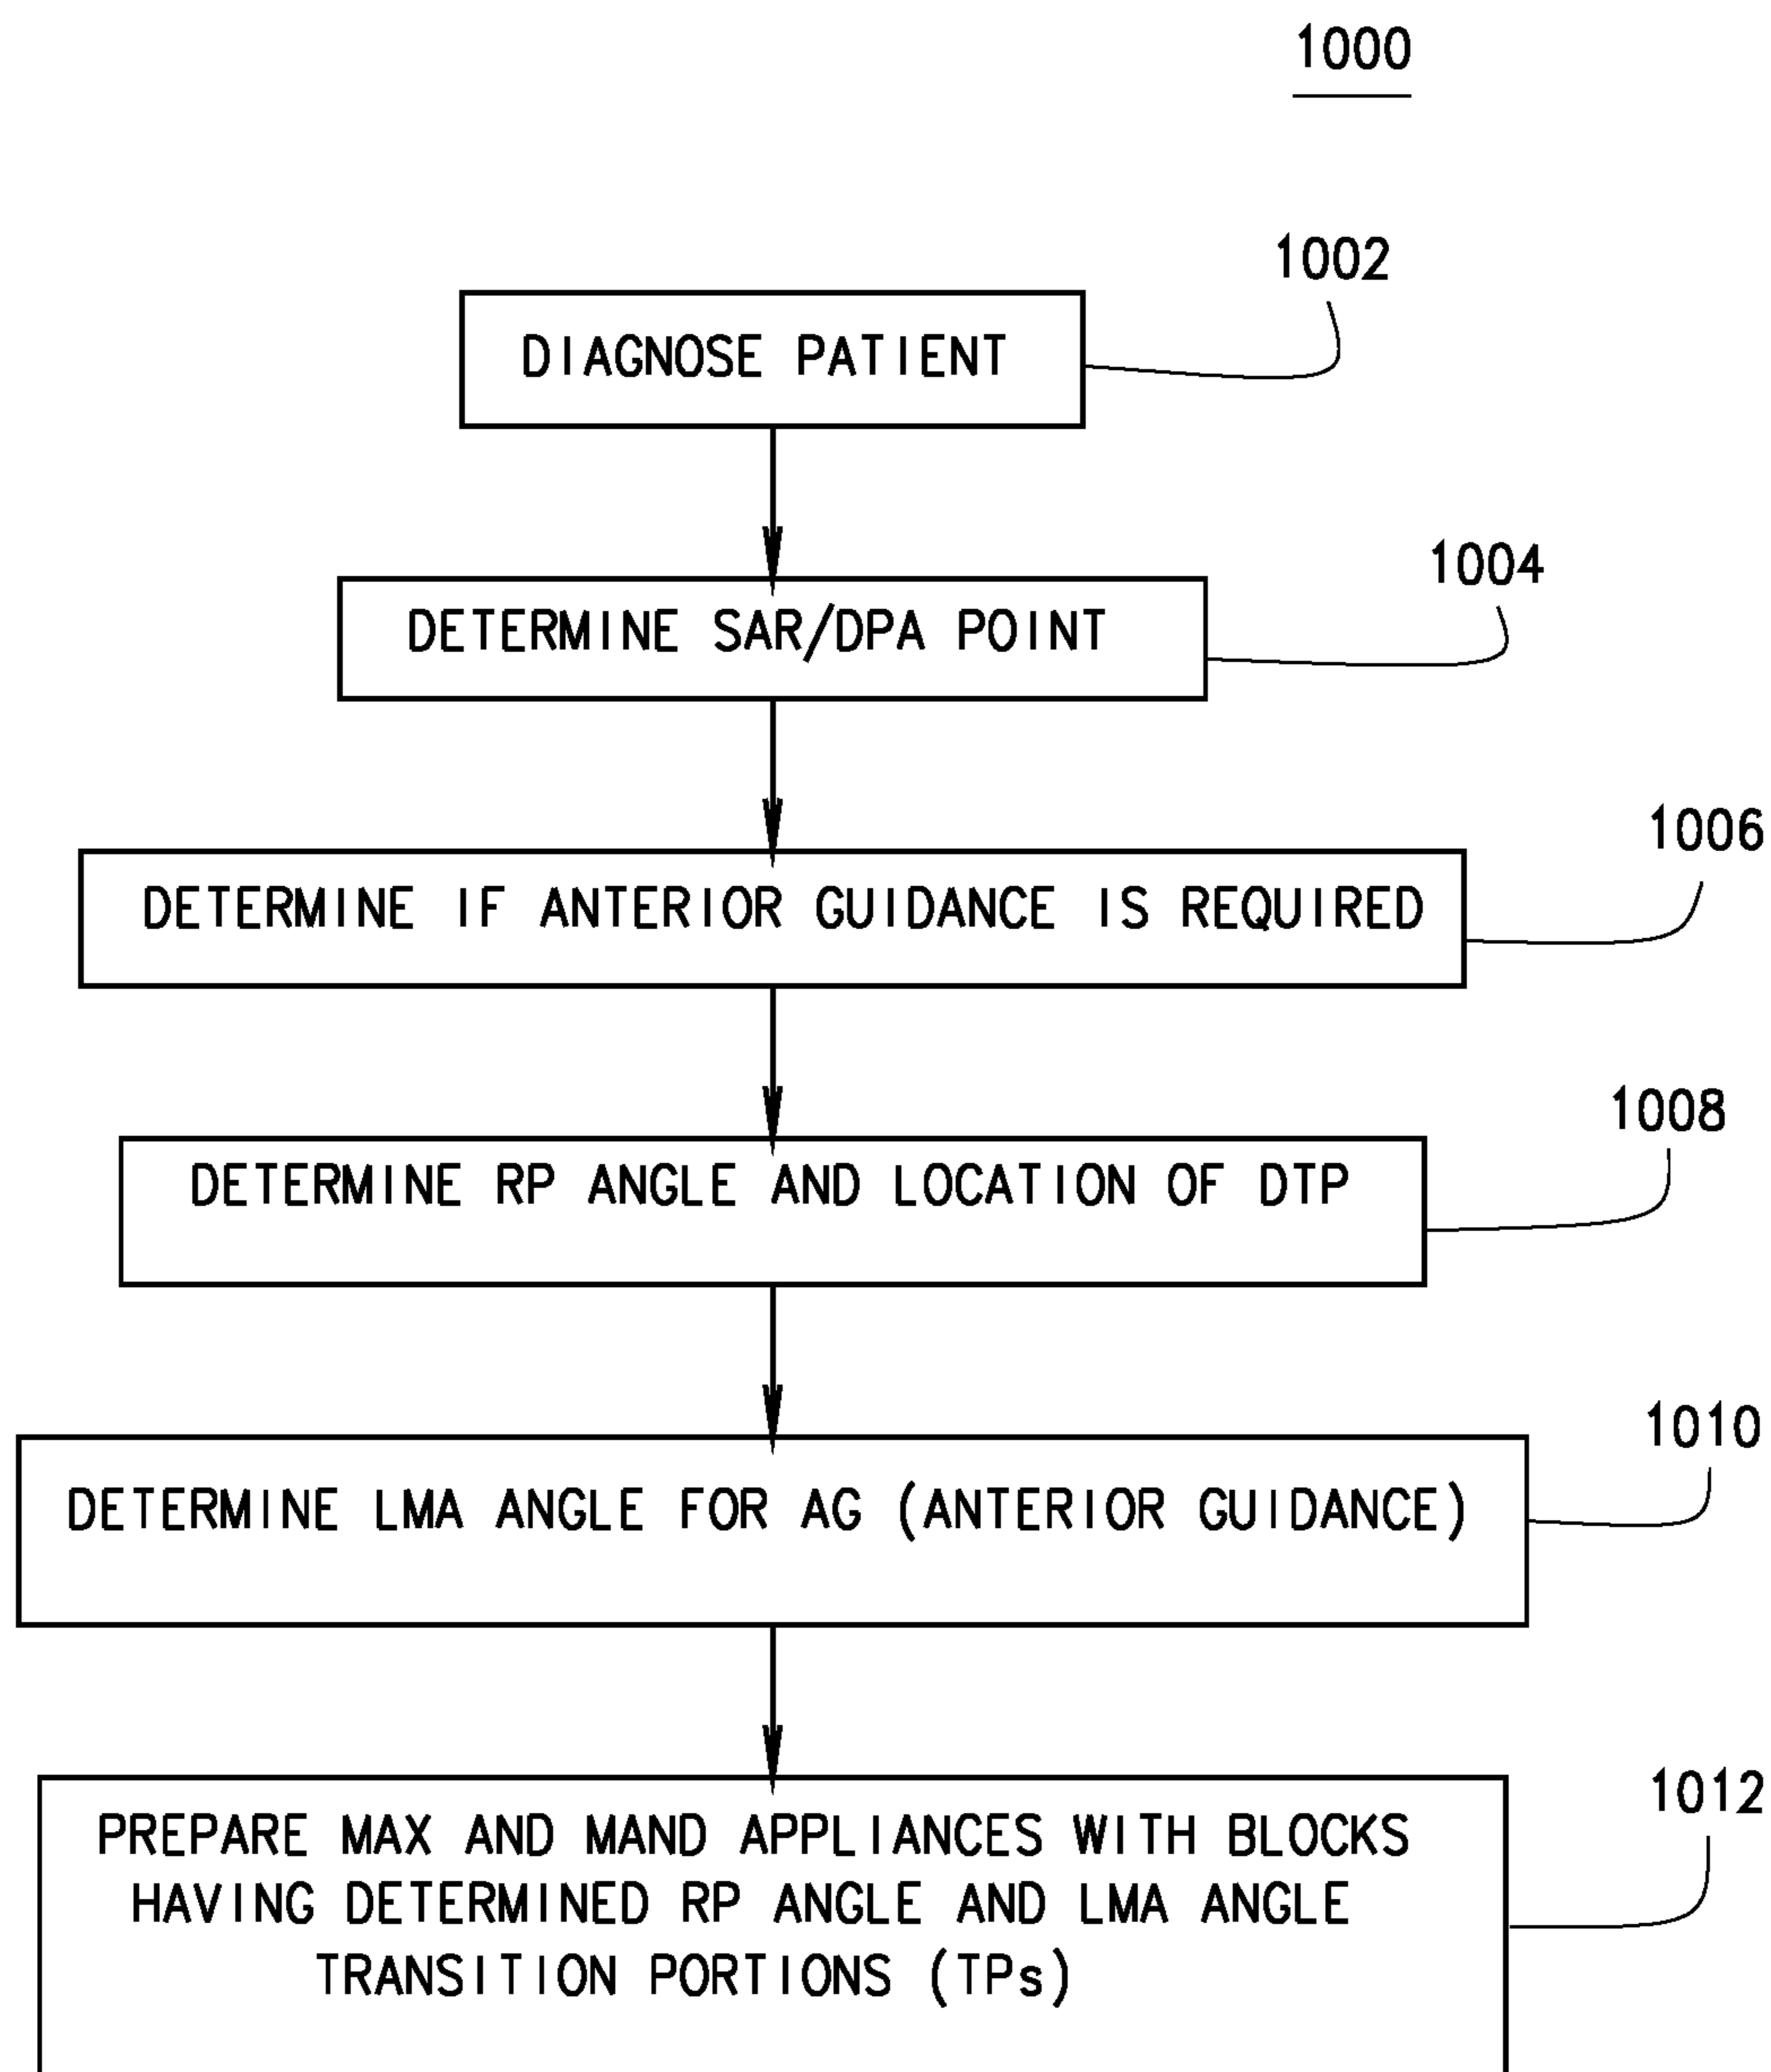 1000
1002
DIAGNOSE PATIENT
1004
DETERMINE SAR/DPA POINT
1006
DETERMINE IF ANTERIOR GUIDANCE IS REQUIRED
1008
DETERMINE RP ANGLE AND LOCATION OF DTP
1010
DETERMINE LMA ANGLE FOR AG (ANTERIOR GUIDANCE)
1012
PREPARE MAX AND MAND APPLIANCES WITH BLOCKS
HAVING DETERMINED RP ANGLE AND LMA ANGLE
TRANSITION PORTIONS (TPs)